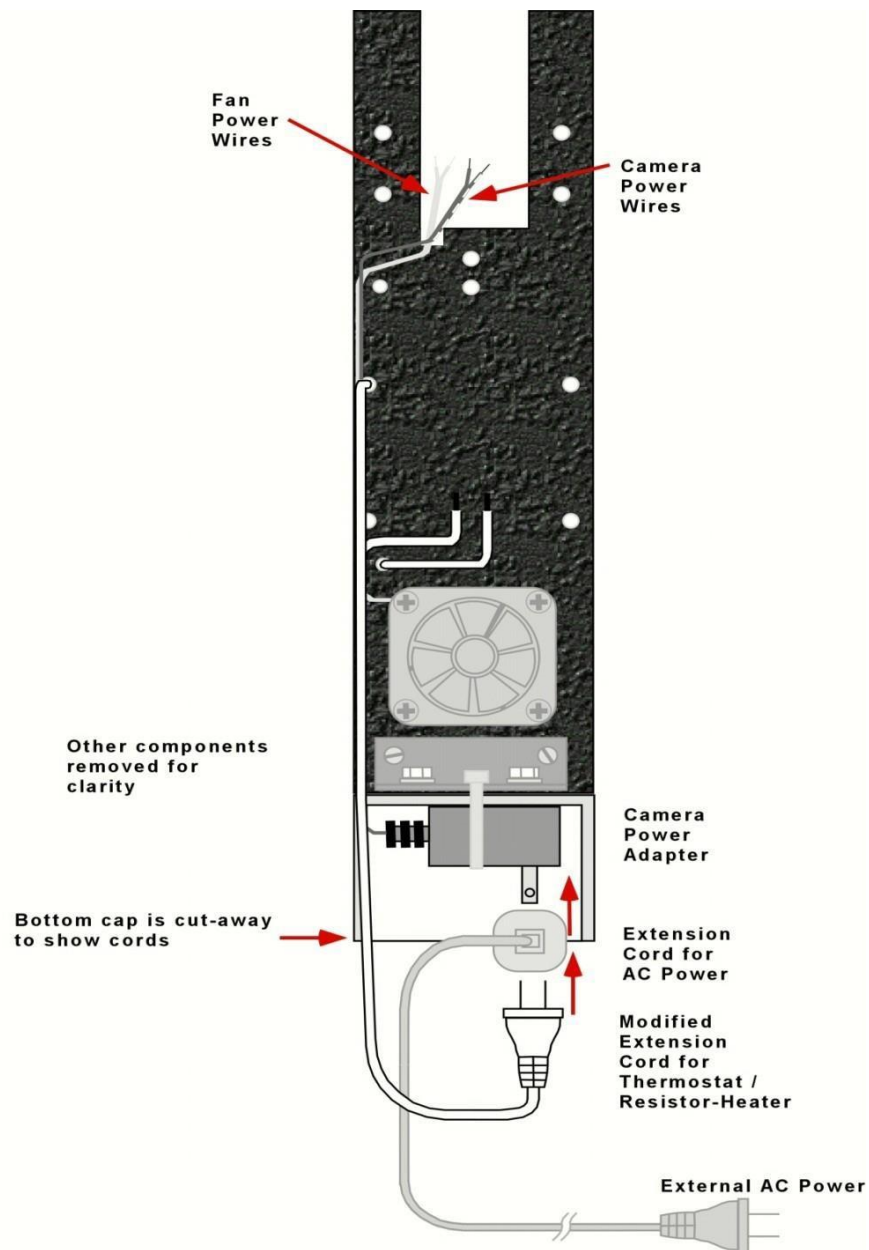 Fan
Power
Wires
Camera
Power
Wires
Other components
removed for
clarity
Camera
Power
Adapter
Bottom cap is cut-away
to show cords
Extension
Cord for
AC Power
Modified
Extension
Cord for
Thermostat /
Resistor-Heater
External AC Power